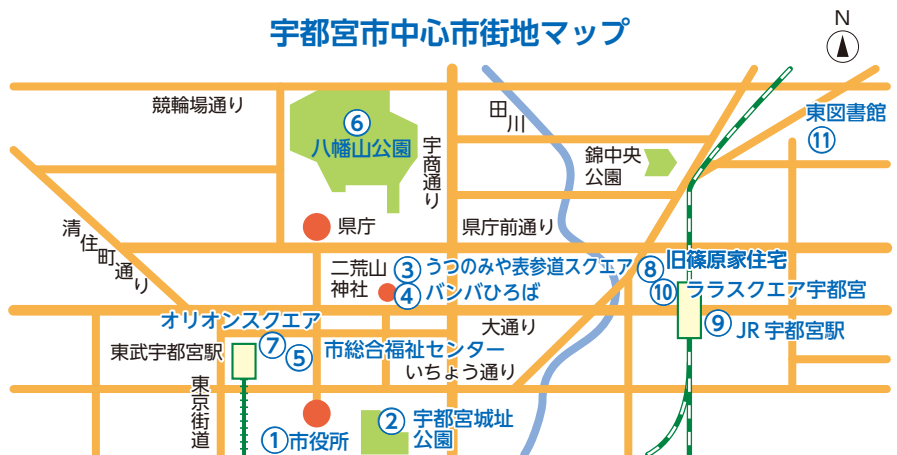 宇都宮市中心市街地マップ
N
競輪場通り
⑥
八幡山公園
宇商通り
田川
錦中央
公園
東図書館
⑪
清住町通り
県庁
県庁前通り
二荒山
神社
③うつのみや表参道スクエア
④バンバひろば
⑧旧篠原家住宅
⑩ララスクエア宇都宮
⑨JR宇都宮駅
オリオンスクエア
⑦
東武宇都宮駅
⑤市総合福祉センター
大通り
いちょう通り
東京街道
①市役所
②宇都宮城址
公園